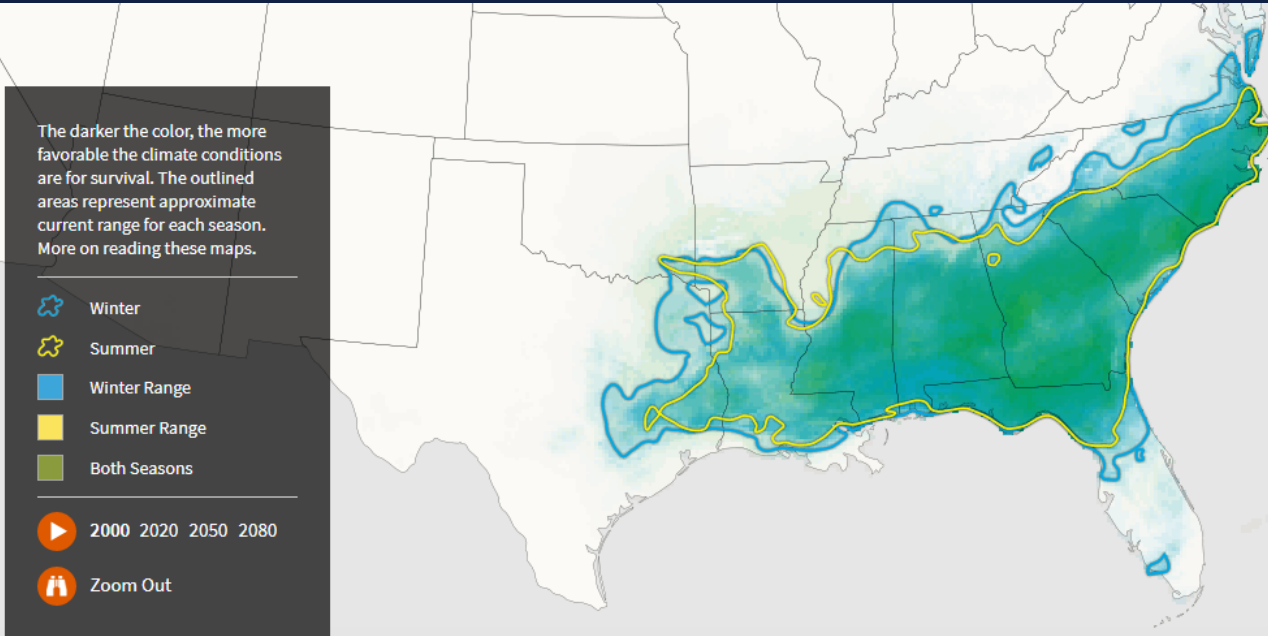 The darker the color, the more
favorable the climate conditions
are for survival. The outlined
areas represent approximate
current range for each season.
More on reading these maps.
Winter
Summer
Winter Range
Summer Range
Both Seasons
2000 2020 2050 2080
Zoom Out